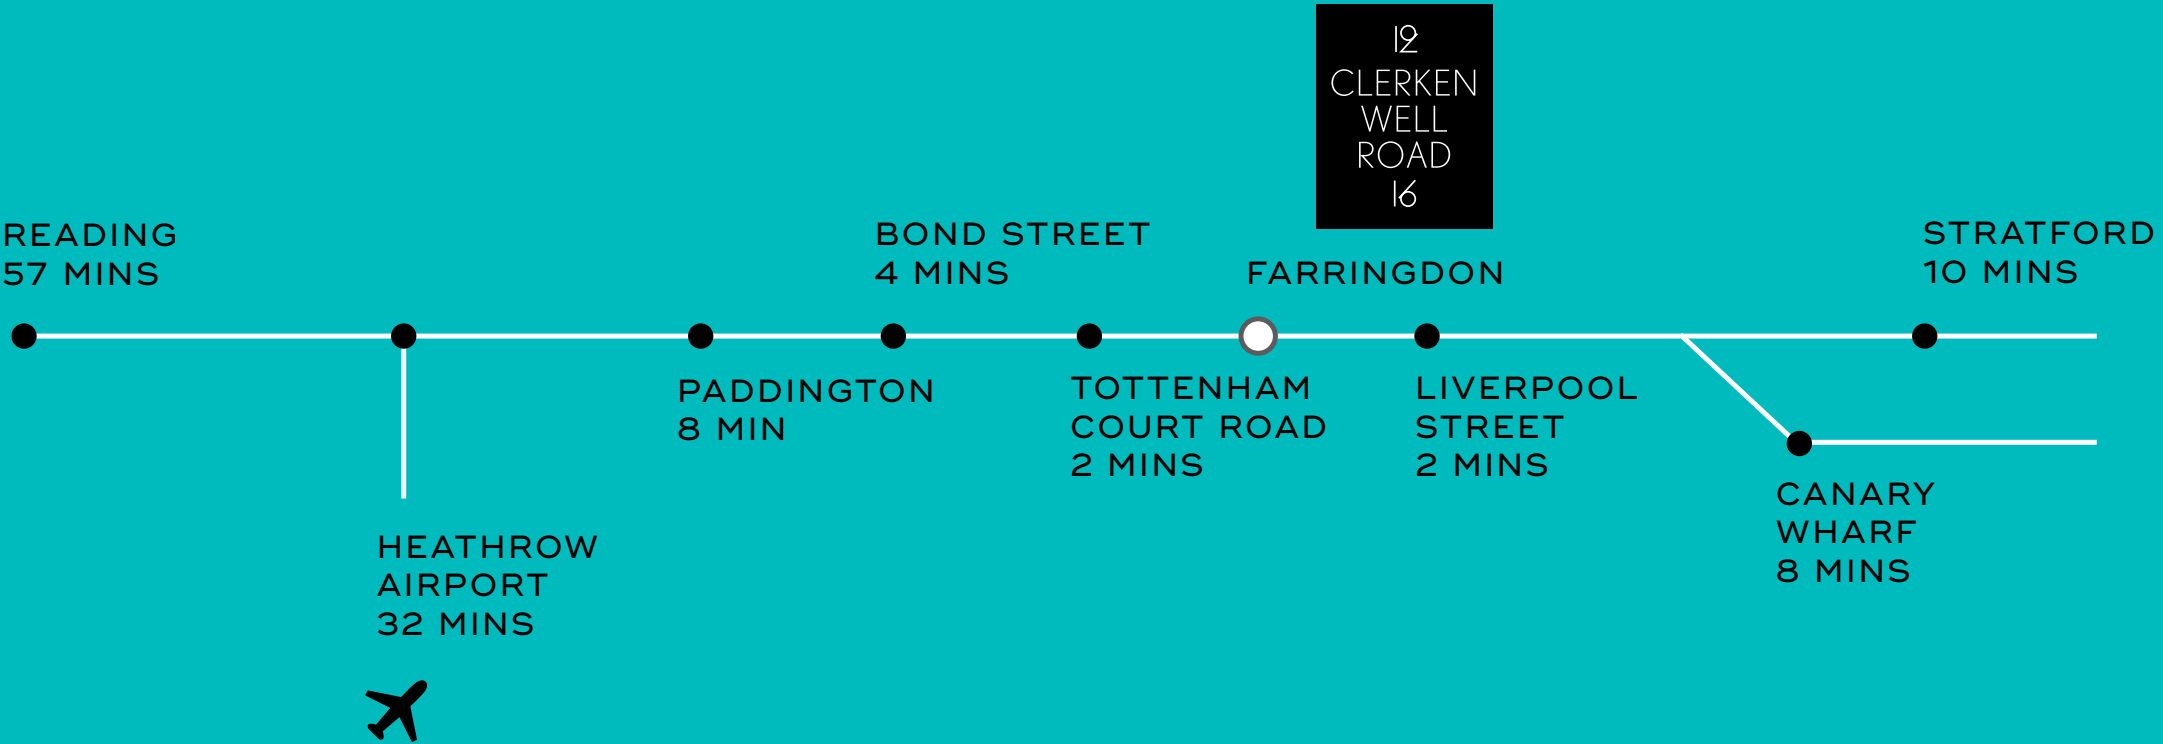 12
CLERKEN
WELL
ROAD
16
READING
57 MINS
BOND STREET
4 MINS
FARRINGDON
STRATFORD
10 MINS
PADDINGTON
8 MIN
TOTTENHAM
COURT ROAD
2 MINS
LIVERPOOL
STREET
2 MINS
CANARY
WHARF
8 MINS
HEATHROW
AIRPORT
32 MINS